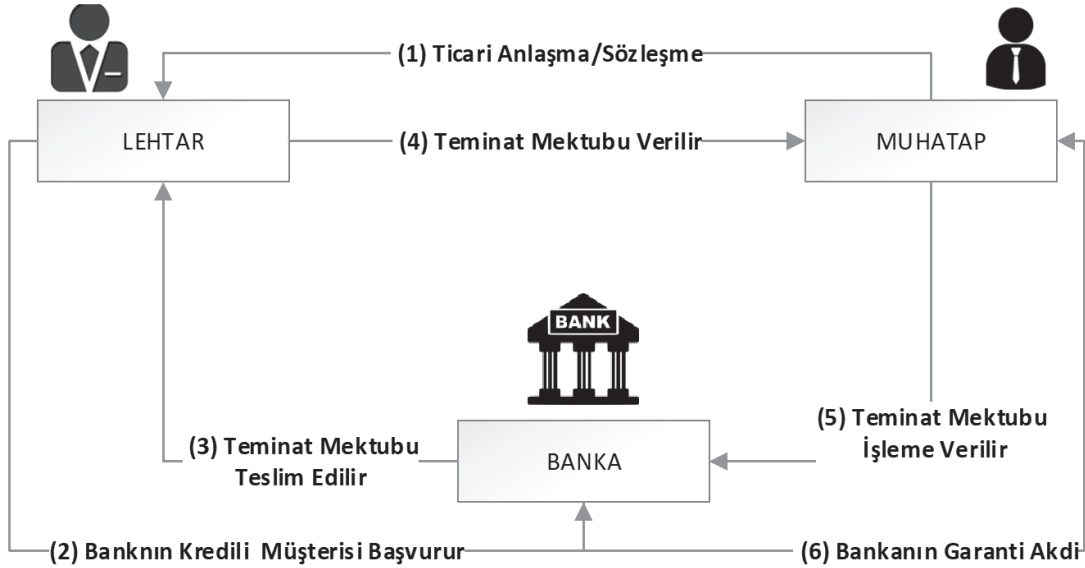 (1) Ticari Anlaşma/Sözleşme
LEHTAR
(4) Teminat Mektubu Verilir
MUHATAP
BANK
(5) Teminat Mektubu
İşleme Verilir
(3) Teminat Mektubu
Teslim Edilir
BANKA
(2) Banknın Kredili Müşterisi Başvurur
(6) Bankanın Garanti Akdi